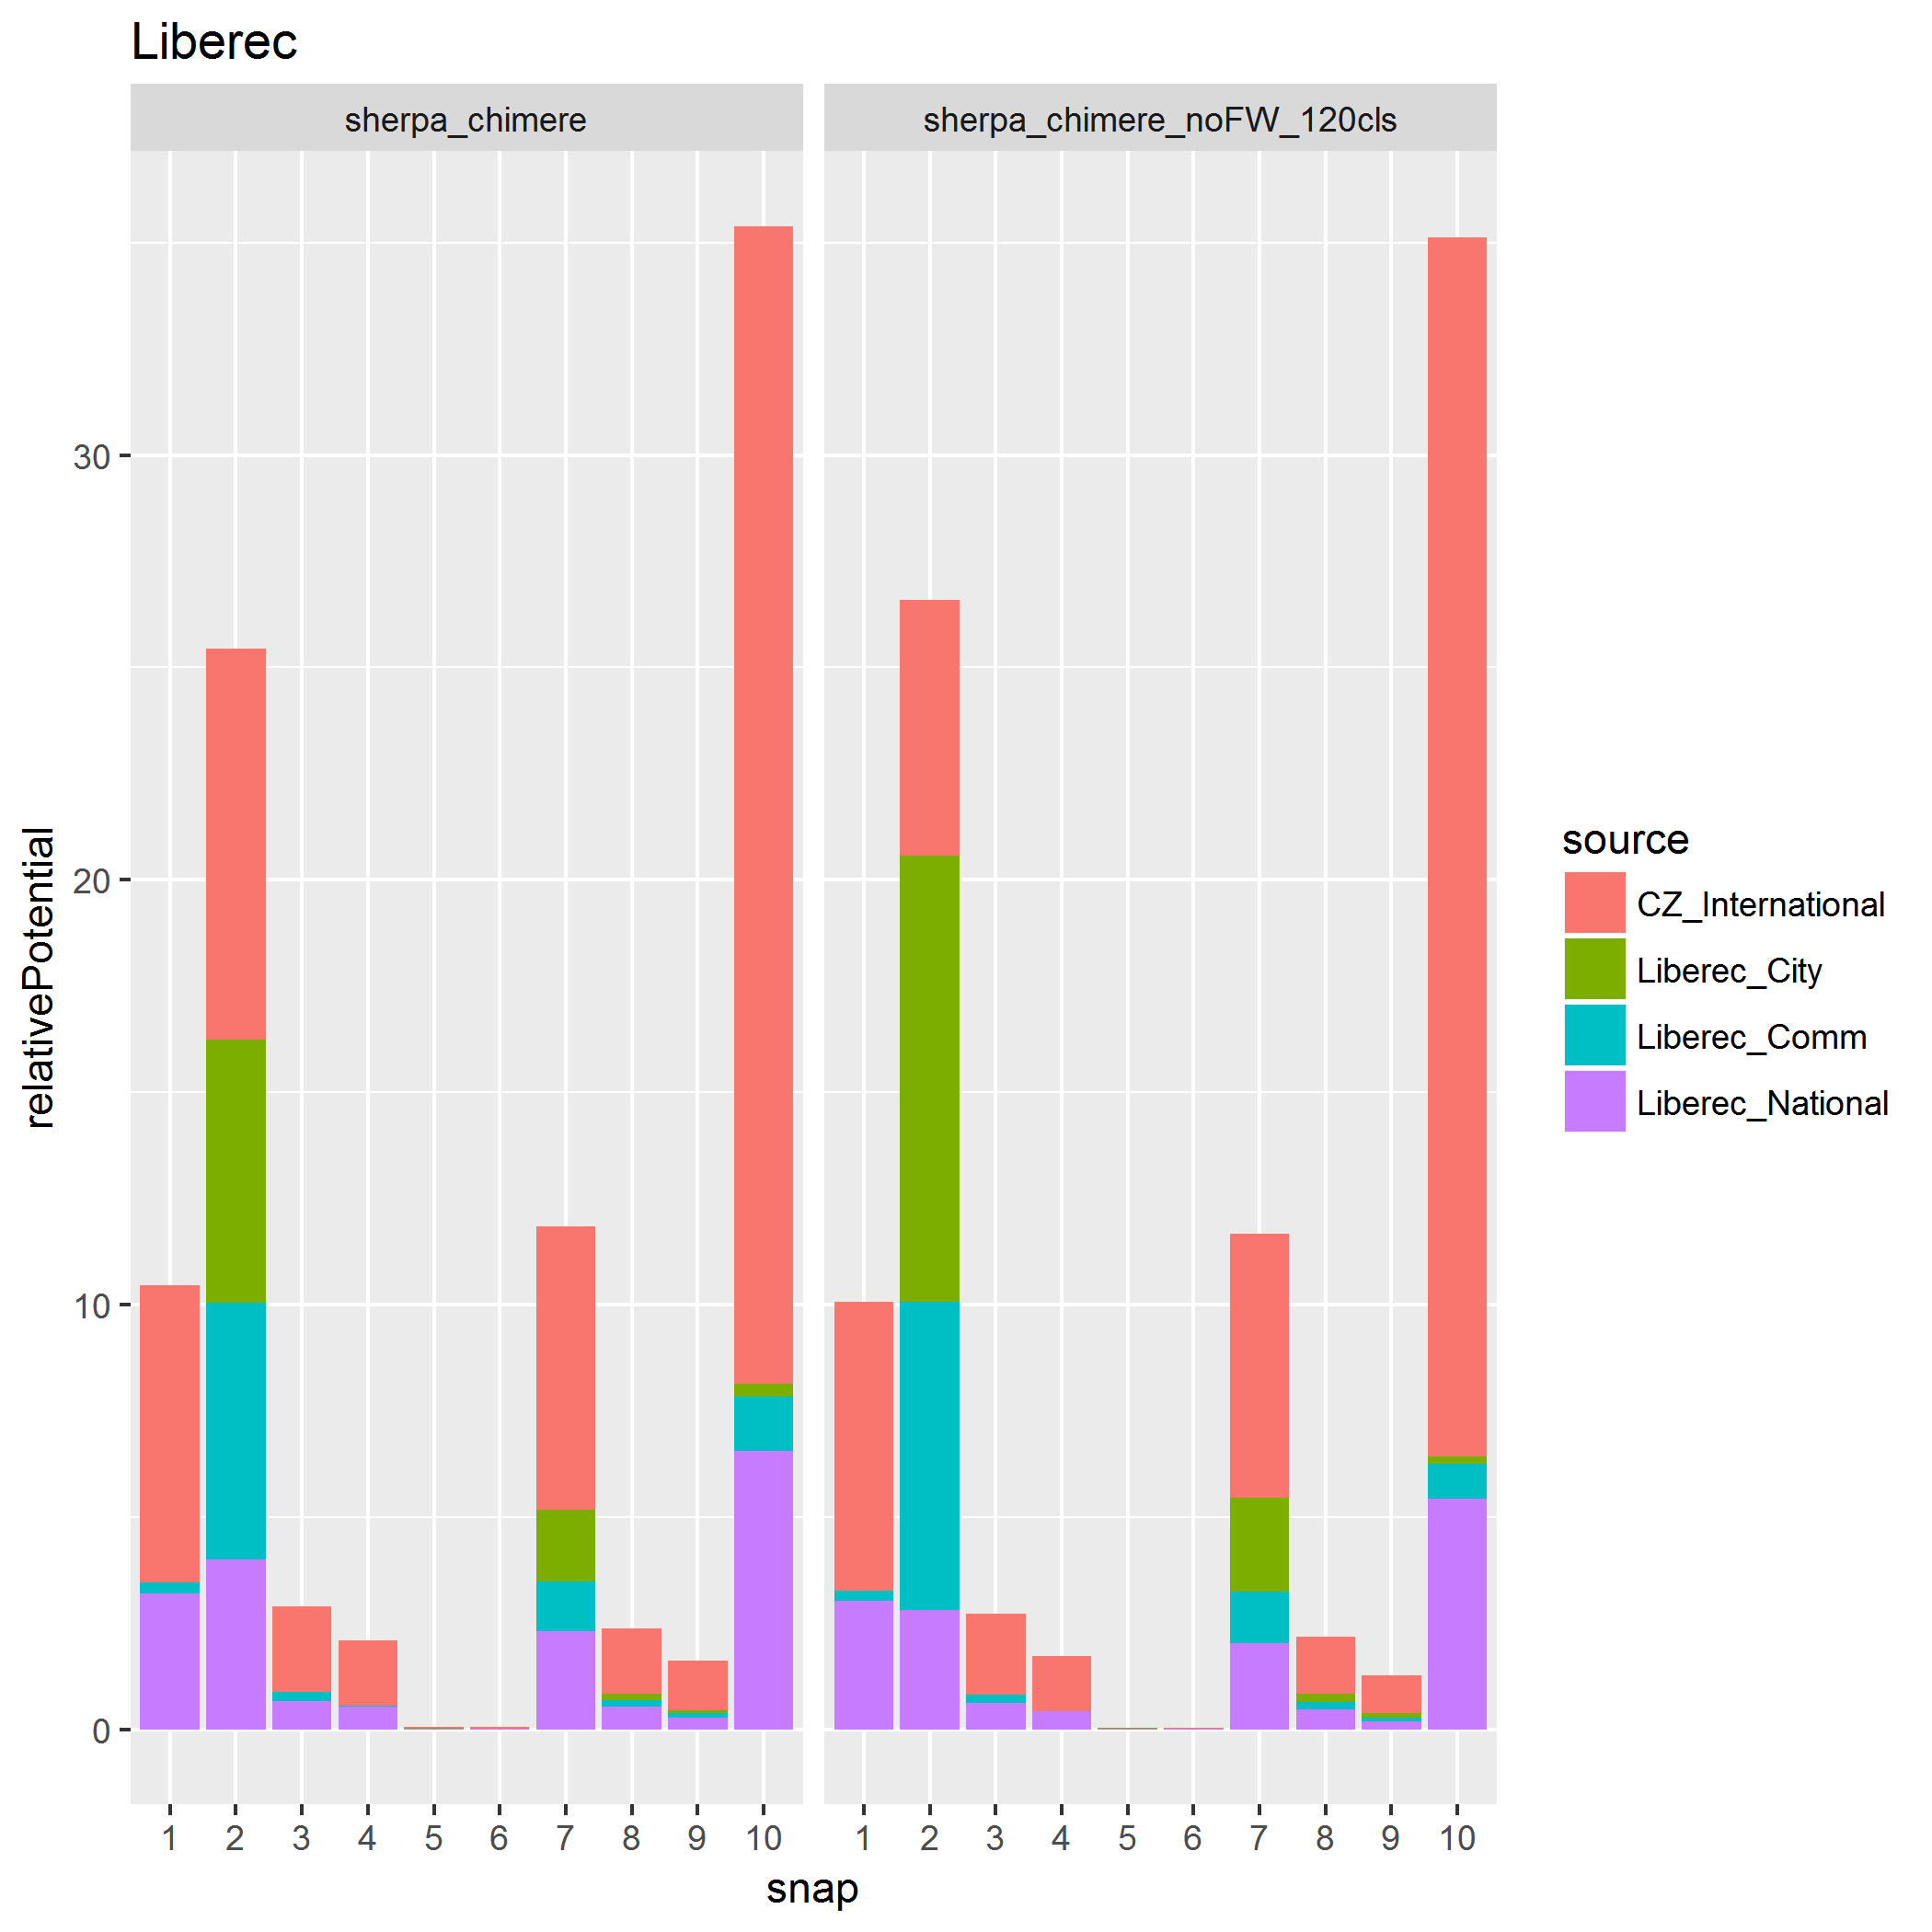 Liberec
sherpa_chimere
sherpa_chimere_noFW_120cls
relativePotential
30
20
10
0
1 2 3 4 5 6 7 8 9 10
1 2 3 4 5 6 7 8 9 10
snap
source
CZ_International
Liberec_City
Liberec_Comm
Liberec_National